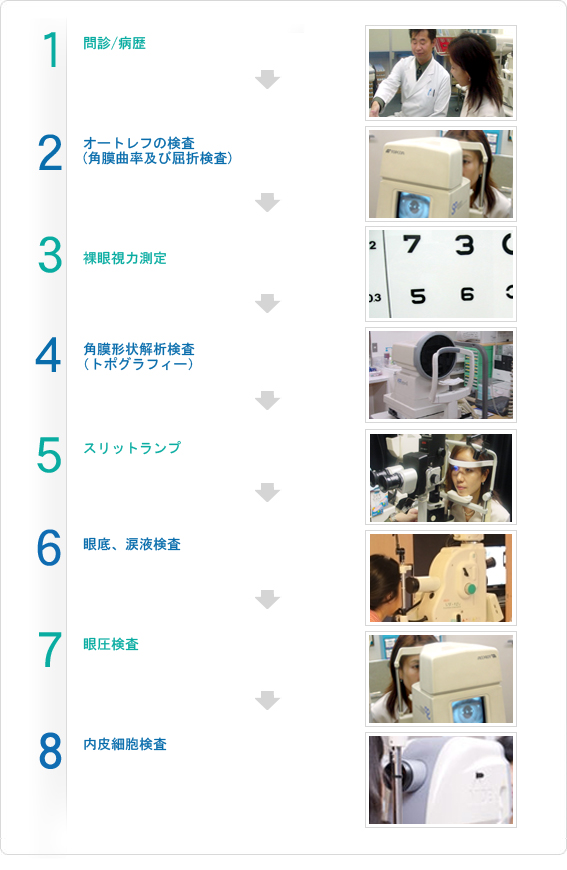 1
問診/病歴
2
オートレフの検査
(角膜曲率及び屈折検査)
3
裸眼視力測定
2 7 3
0.3 5 6
4
角膜形状解析検査
(トポグラフィー)
5
スリットランプ
6
眼底、涙液検査
7
眼圧検査
8
内皮細胞検査